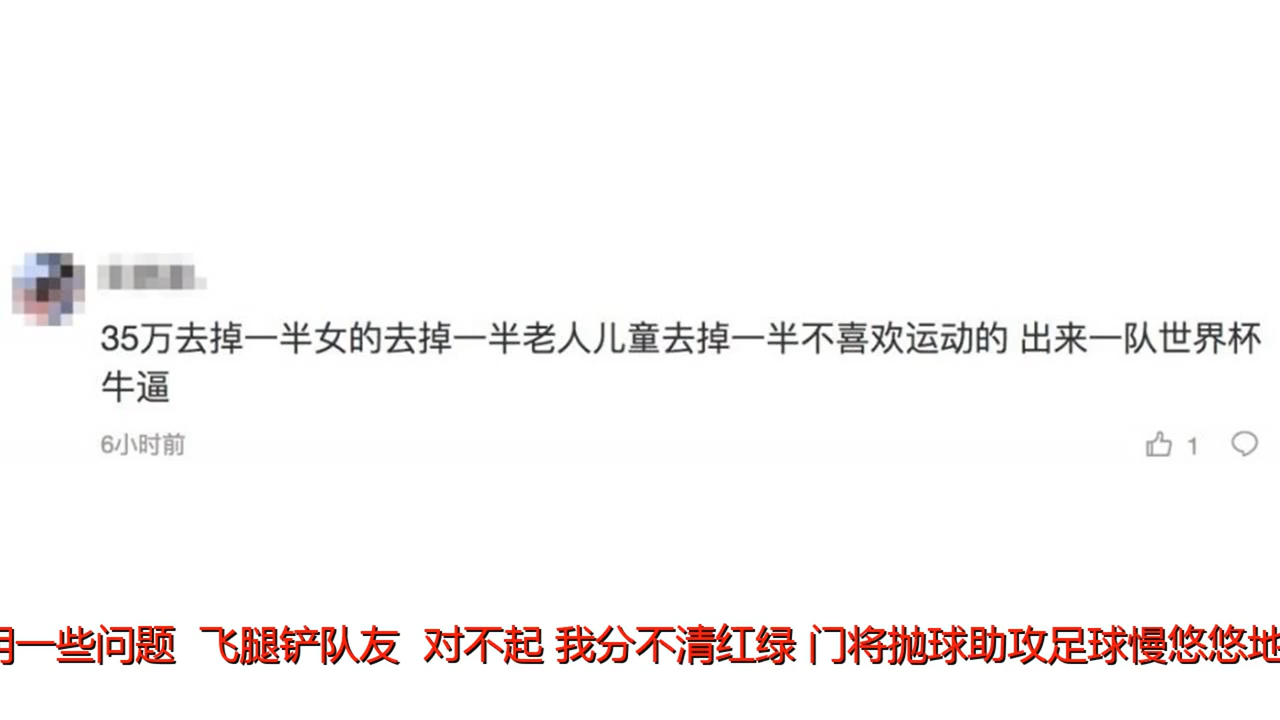 35万去掉一半女的去掉一半老人儿童去掉一半不喜欢运动的 出来一队世界杯
牛逼
6小时前 1
一些问题 飞腿铲队友 对不起 我分不清红绿 门将抛球助攻足球慢悠悠地